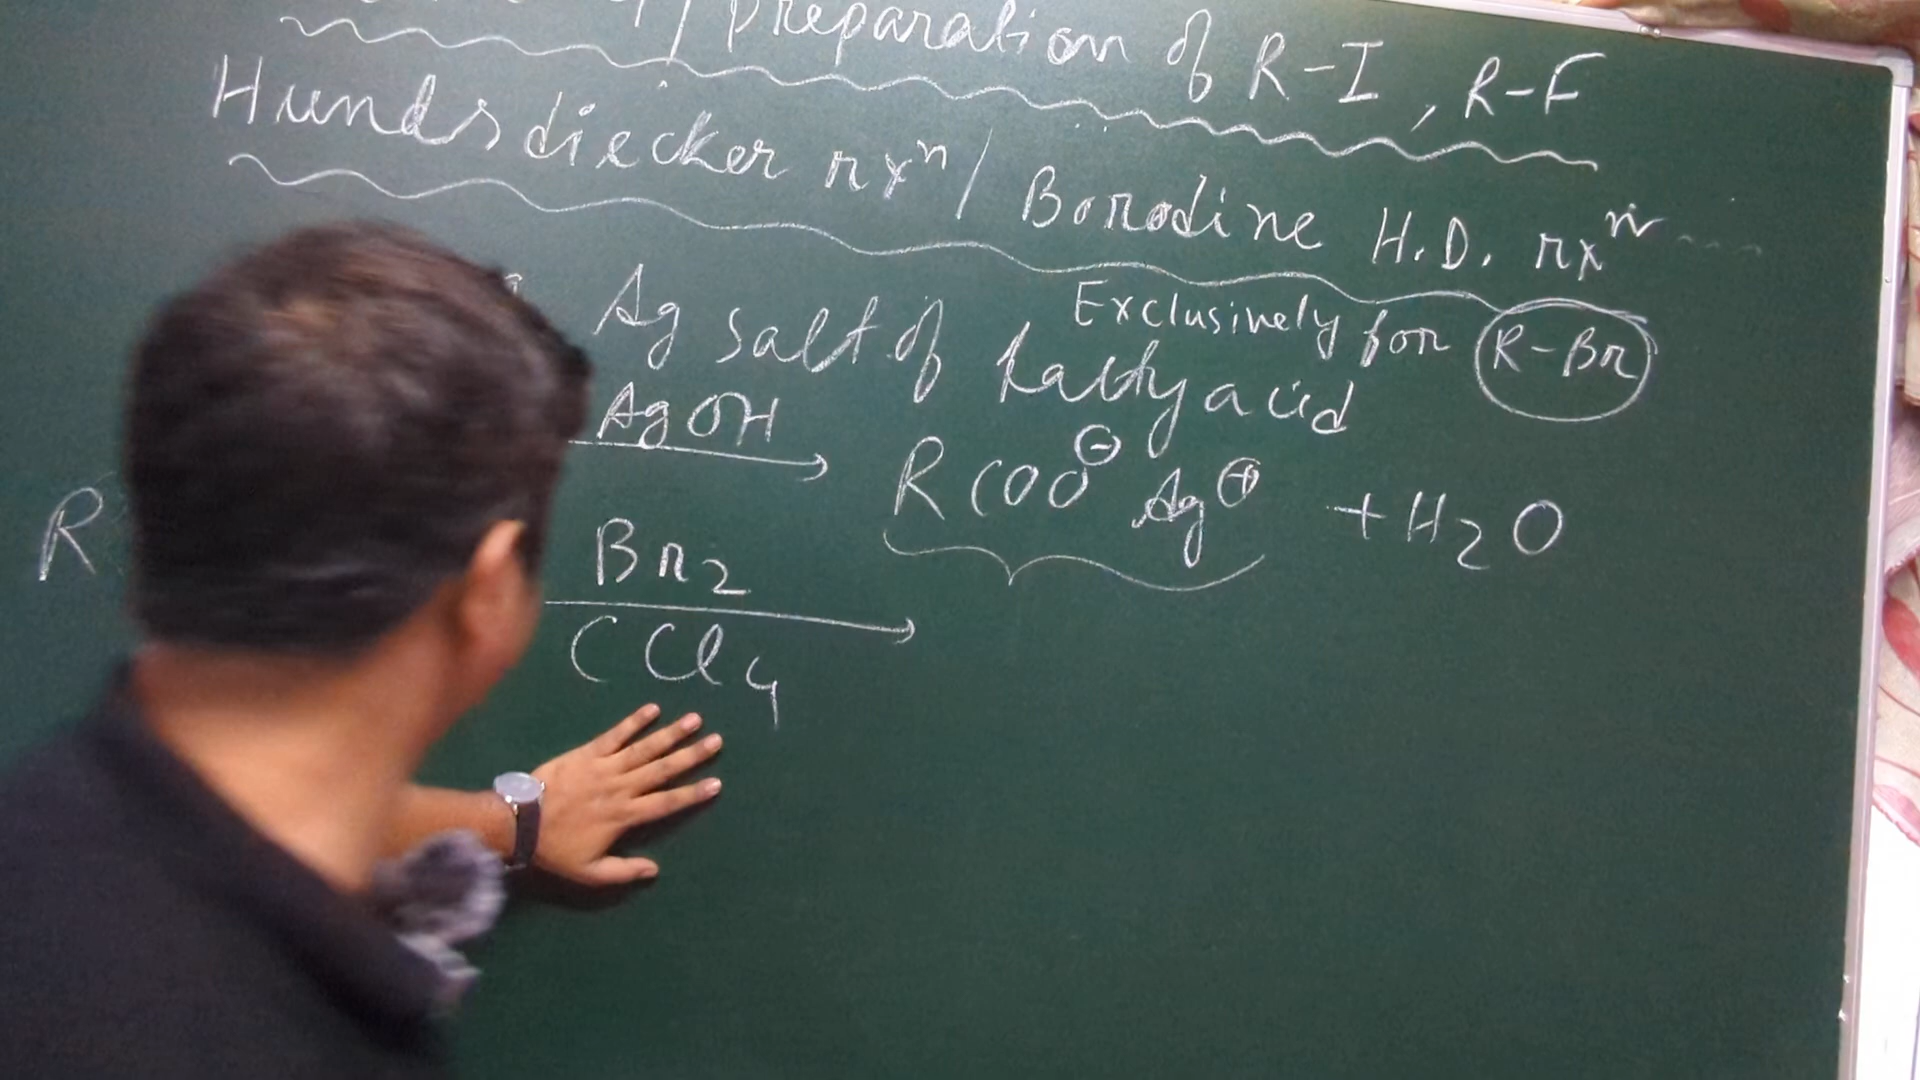 / Preparation of R-I, R-F
Hundsdiecker rxⁿ / Borodine H.D. rxⁿ ....
Exclusively for R-Br
Ag salt of fatty acid
AgOH → RCOO⊖ Ag⊕ + H2O
R
Br2
CCl4